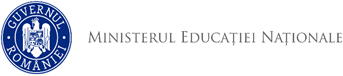 GUVERNUL
ROMÂNIEI
MINISTERUL EDUCAȚIEI NAȚIONALE